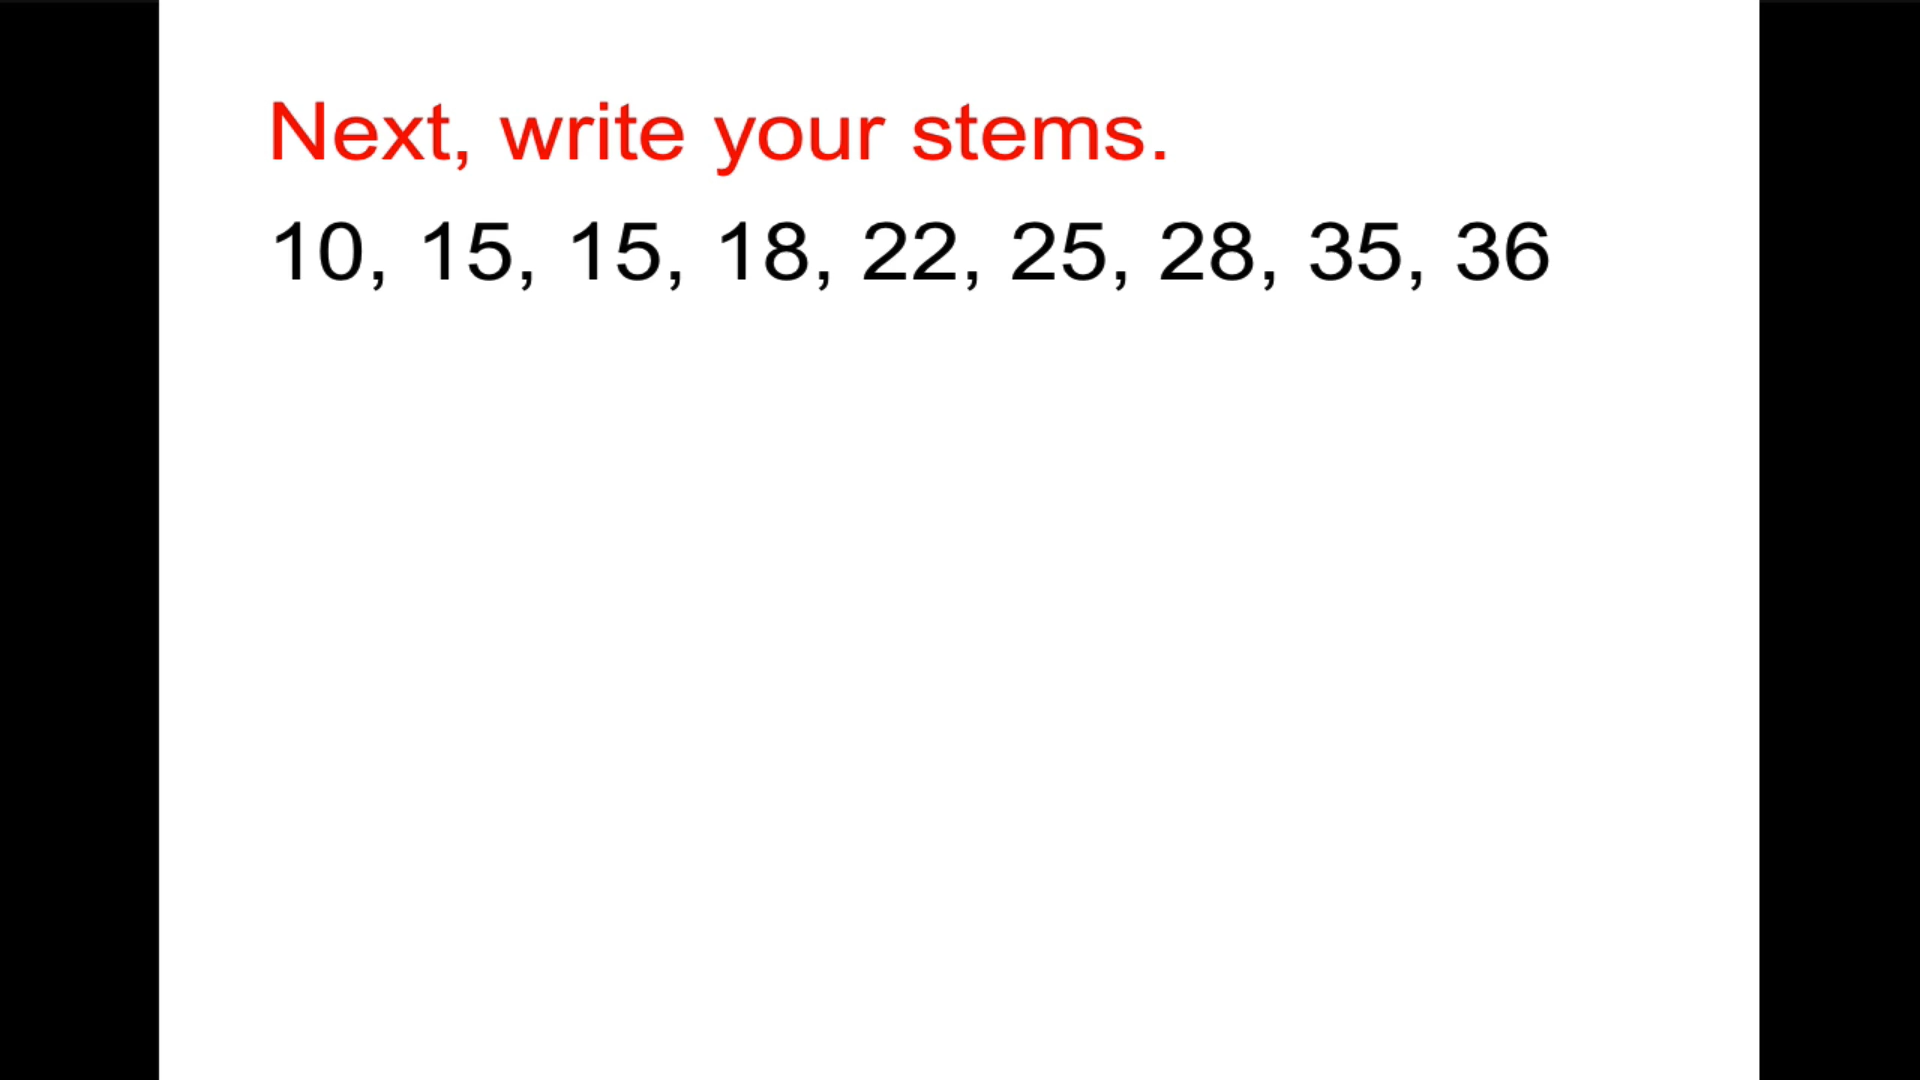 Next, write your stems.
10, 15, 15, 18, 22, 25, 28, 35, 36